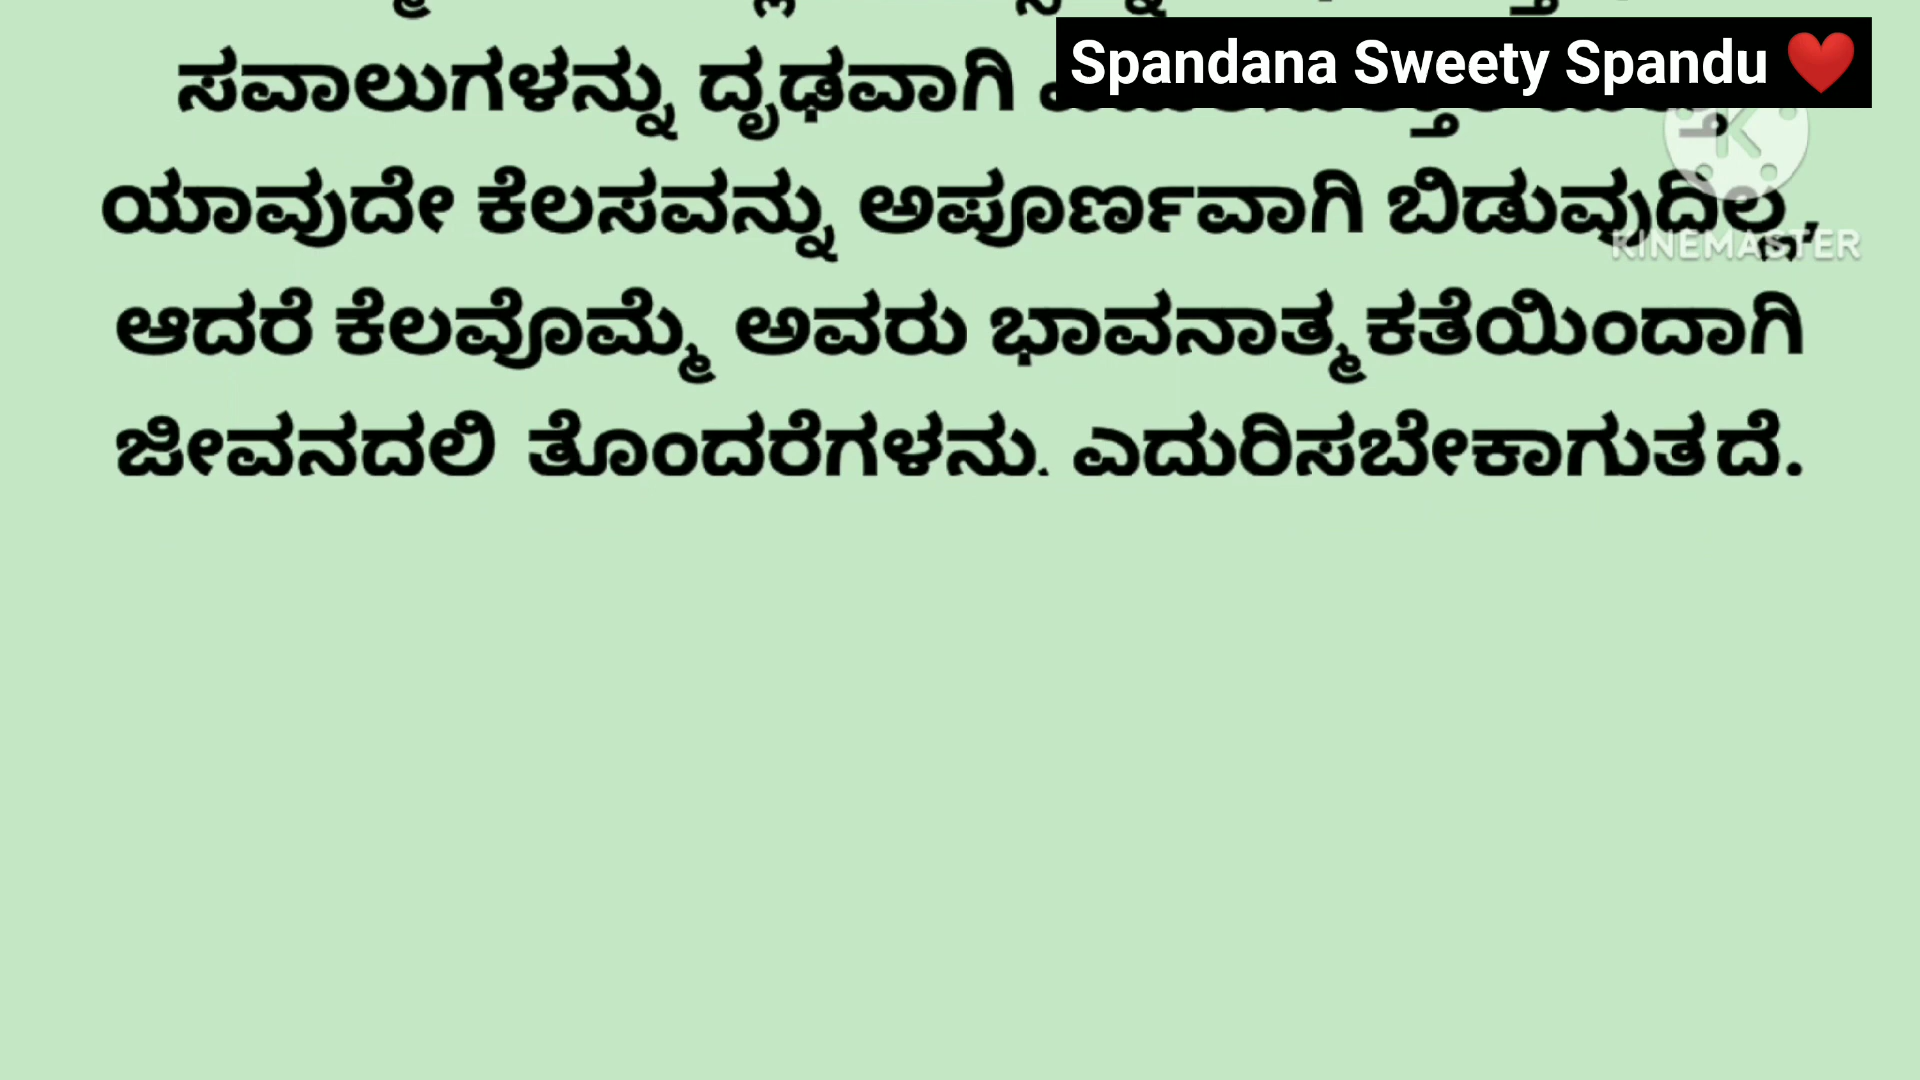 Spandana Sweety Spandu ❤️
ಸವಾಲುಗಳನ್ನು ದೃಢವಾಗಿ
ಯಾವುದೇ ಕೆಲಸವನ್ನು ಅಪೂರ್ಣವಾಗಿ ಬಿಡುವುದಿಲ್ಲ,
KINEMASTER
ಆದರೆ ಕೆಲವೊಮ್ಮೆ ಅವರು ಭಾವನಾತ್ಮಕತೆಯಿಂದಾಗಿ
ಜೀವನದಲ್ಲಿ ತೊಂದರೆಗಳನ್ನು ಎದುರಿಸಬೇಕಾಗುತ್ತದೆ.